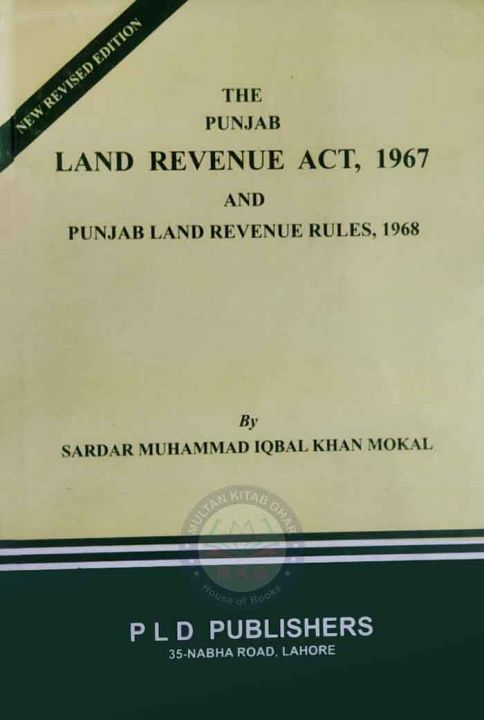 NEW REVISED EDITION
THE
PUNJAB
LAND REVENUE ACT, 1967
AND
PUNJAB LAND REVENUE RULES, 1968
By
SARDAR MUHAMMAD IQBAL KHAN MOKAL
MULTAN KITAB GHAR
M.K.G
House of Books
P L D PUBLISHERS
35-NABHA ROAD, LAHORE